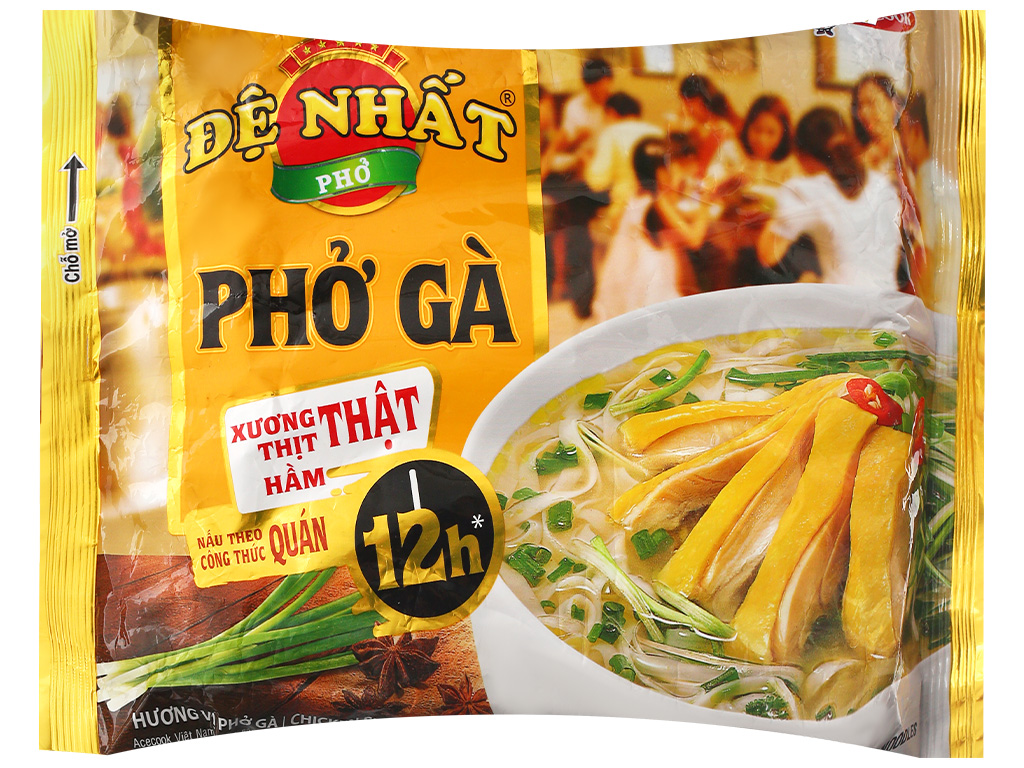 ĐỆ NHẤT®
PHỞ
Chỗ mở
PHỞ GÀ
XƯƠNG
THỊT THẬT
HẦM
12h*
NẤU THEO
CÔNG THỨC QUÁN
HƯƠNG VỊ PHỞ GÀ /
Acecook Việt Nam
NOODLES